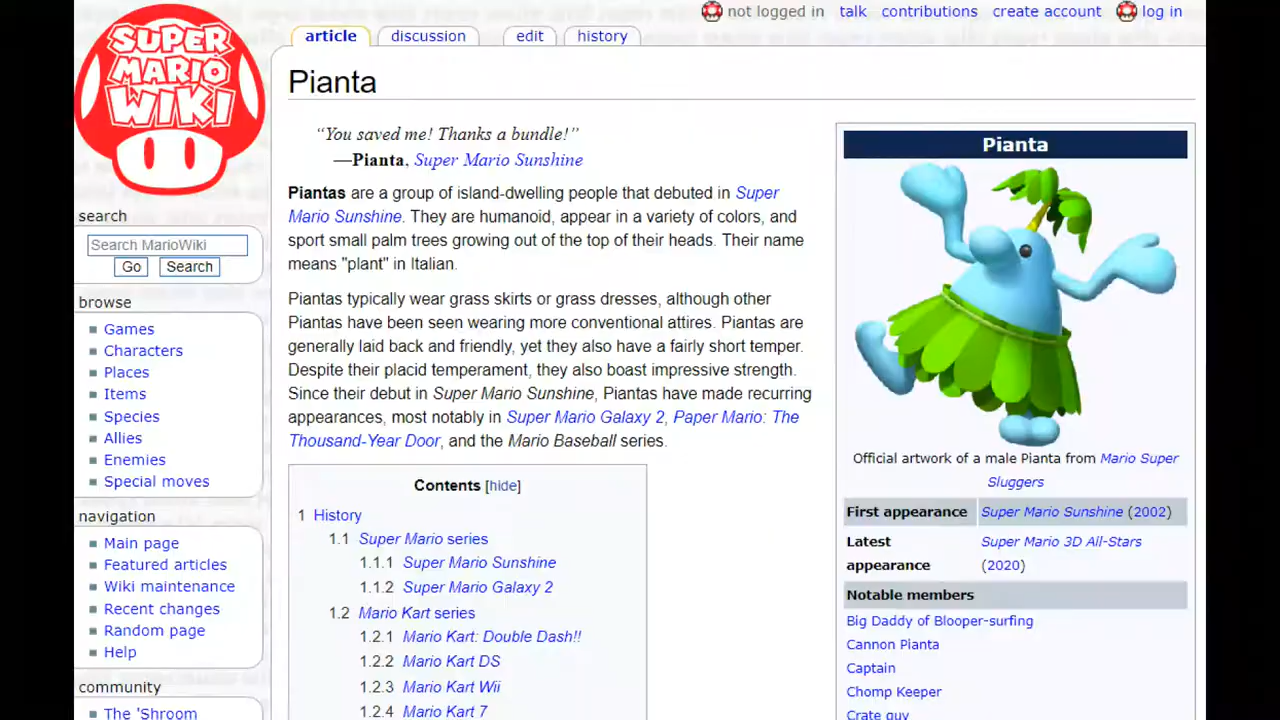 SUPER
MARIO
WIKI
not logged in talk contributions create account log in
article discussion edit history
search
Search MarioWiki
Go Search
browse
Games
Characters
Places
Items
Species
Allies
Enemies
Special moves
navigation
Main page
Featured articles
Wiki maintenance
Recent changes
Random page
Help
community
The 'Shroom
Pianta
“You saved me! Thanks a bundle!”
—Pianta, Super Mario Sunshine
Piantas are a group of island-dwelling people that debuted in Super
Mario Sunshine. They are humanoid, appear in a variety of colors, and
sport small palm trees growing out of the top of their heads. Their name
means "plant" in Italian.
Piantas typically wear grass skirts or grass dresses, although other
Piantas have been seen wearing more conventional attires. Piantas are
generally laid back and friendly, yet they also have a fairly short temper.
Despite their placid temperament, they also boast impressive strength.
Since their debut in Super Mario Sunshine, Piantas have made recurring
appearances, most notably in Super Mario Galaxy 2, Paper Mario: The
Thousand-Year Door, and the Mario Baseball series.
Contents [hide]
1 History
1.1 Super Mario series
1.1.1 Super Mario Sunshine
1.1.2 Super Mario Galaxy 2
1.2 Mario Kart series
1.2.1 Mario Kart: Double Dash!!
1.2.2 Mario Kart DS
1.2.3 Mario Kart Wii
1.2.4 Mario Kart 7
Pianta
Official artwork of a male Pianta from Mario Super
Sluggers
First appearance Super Mario Sunshine (2002)
Latest Super Mario 3D All-Stars
appearance (2020)
Notable members
Big Daddy of Blooper-surfing
Cannon Pianta
Captain
Chomp Keeper
Crate guy